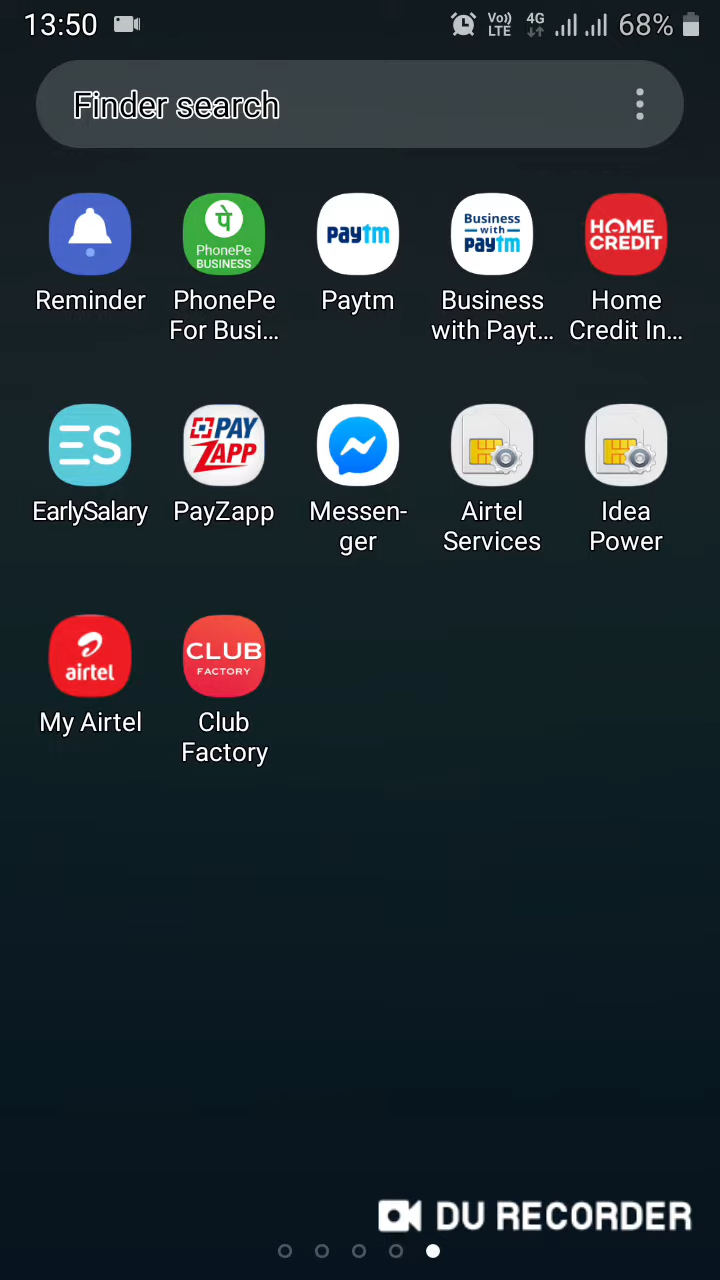 13:50
Vo))
LTE
4G
68%
Finder search
पे
PhonePe
BUSINESS
Paytm
Business
with
Paytm
HOME
CREDIT
Reminder
PhonePe
For Busi...
Paytm
Business
with Payt...
Home
Credit In...
ES
PAY
ZAPP
EarlySalary
PayZapp
Messen-
ger
Airtel
Services
Idea
Power
airtel
CLUB
FACTORY
My Airtel
Club
Factory
DU RECORDER